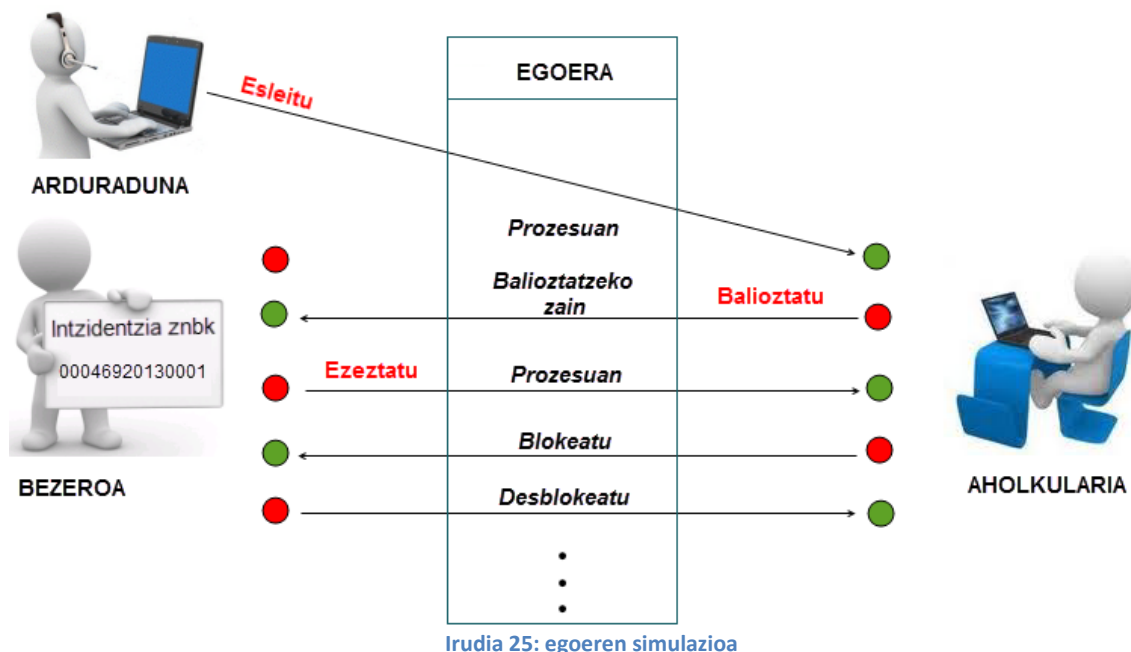 EGOERA
Esleitu
ARDURADUNA
Prozesuan
Balioztatzeko
zain
Balioztatu
Intzidentzia znbk
00046920130001
Ezeztatu
Prozesuan
Blokeatu
BEZEROA
AHOLKULARIA
Desblokeatu
Irudia 25: egoeren simulazioa